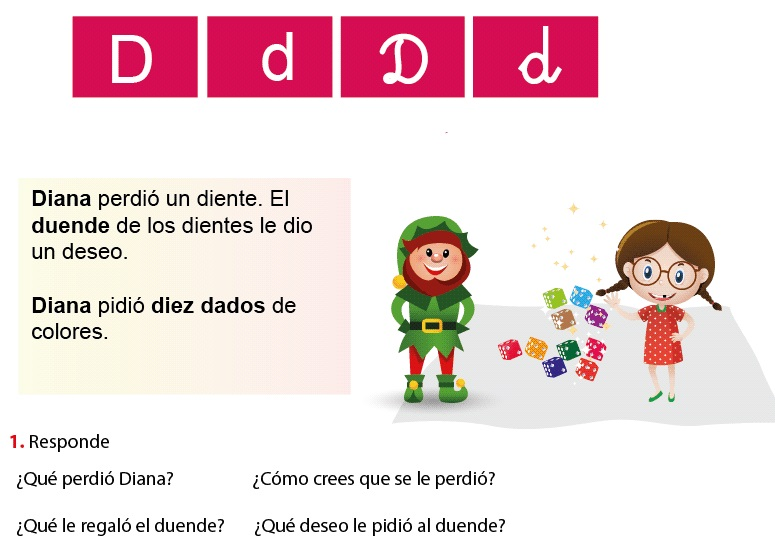 D d D d
Diana perdió un diente. El
duende de los dientes le dio
un deseo.
Diana pidió diez dados de
colores.
1. Responde
¿Qué perdió Diana? ¿Cómo crees que se le perdió?
¿Qué le regaló el duende? ¿Qué deseo le pidió al duende?